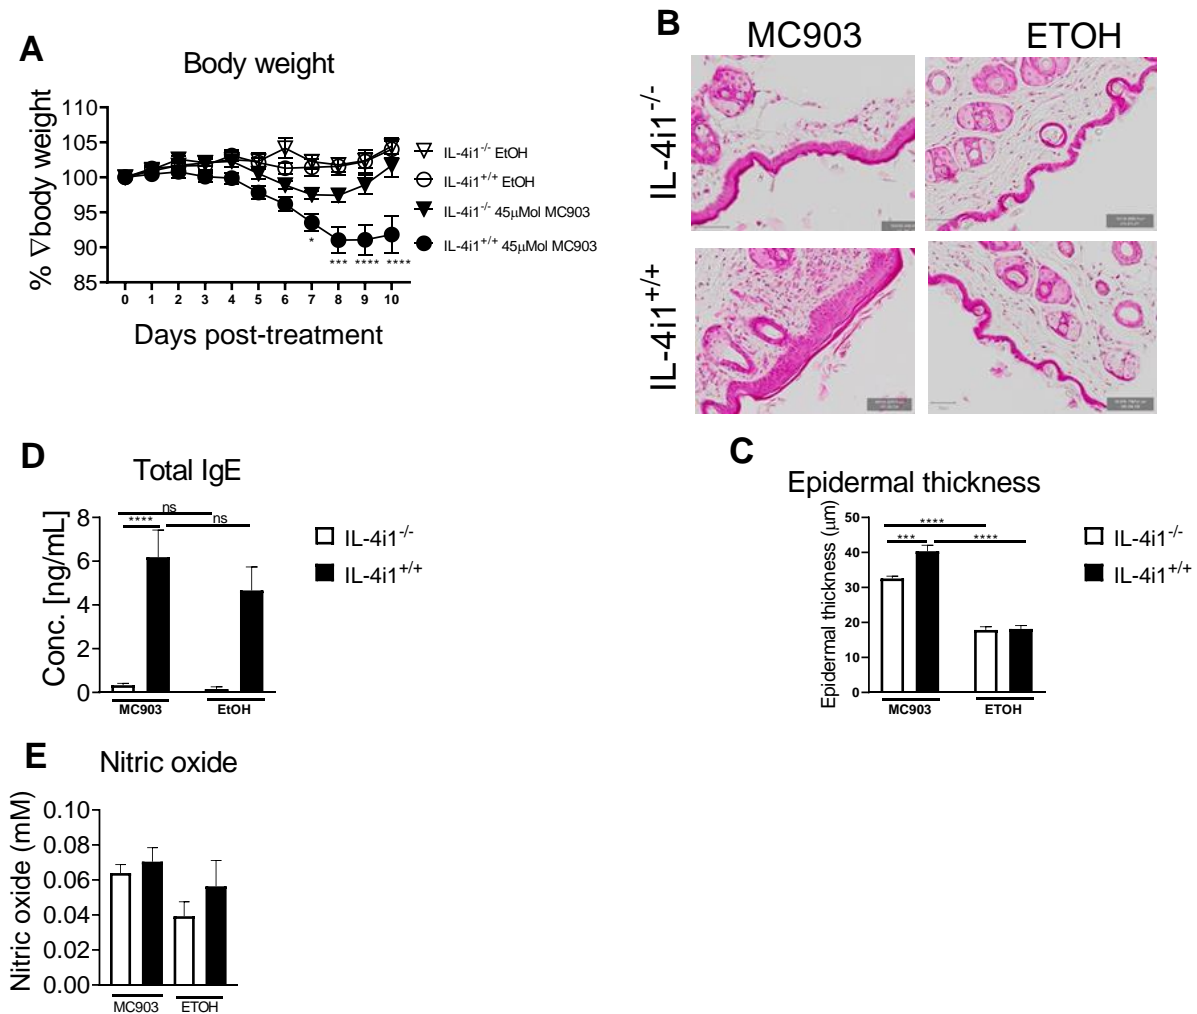 A
Body weight
% ∇body weight
110
105
100
95
90
85
0 1 2 3 4 5 6 7 8 9 10
* *** **** ****
Days post-treatment
IL-4i1-/- EtOH
IL-4i1+/+ EtOH
IL-4i1-/- 45μMol MC903
IL-4i1+/+ 45μMol MC903
B
MC903 ETOH
IL-4i1-/-
IL-4i1+/+
D
Total IgE
Conc. [ng/mL]
8
6
4
2
0
ns
**** ns
MC903 EtOH
IL-4i1-/-
IL-4i1+/+
C
Epidermal thickness
Epidermal thickness (μm)
50
40
30
20
10
0
****
*** ****
MC903 ETOH
IL-4i1-/-
IL-4i1+/+
E
Nitric oxide
Nitric oxide (mM)
0.10
0.08
0.06
0.04
0.02
0.00
MC903 ETOH